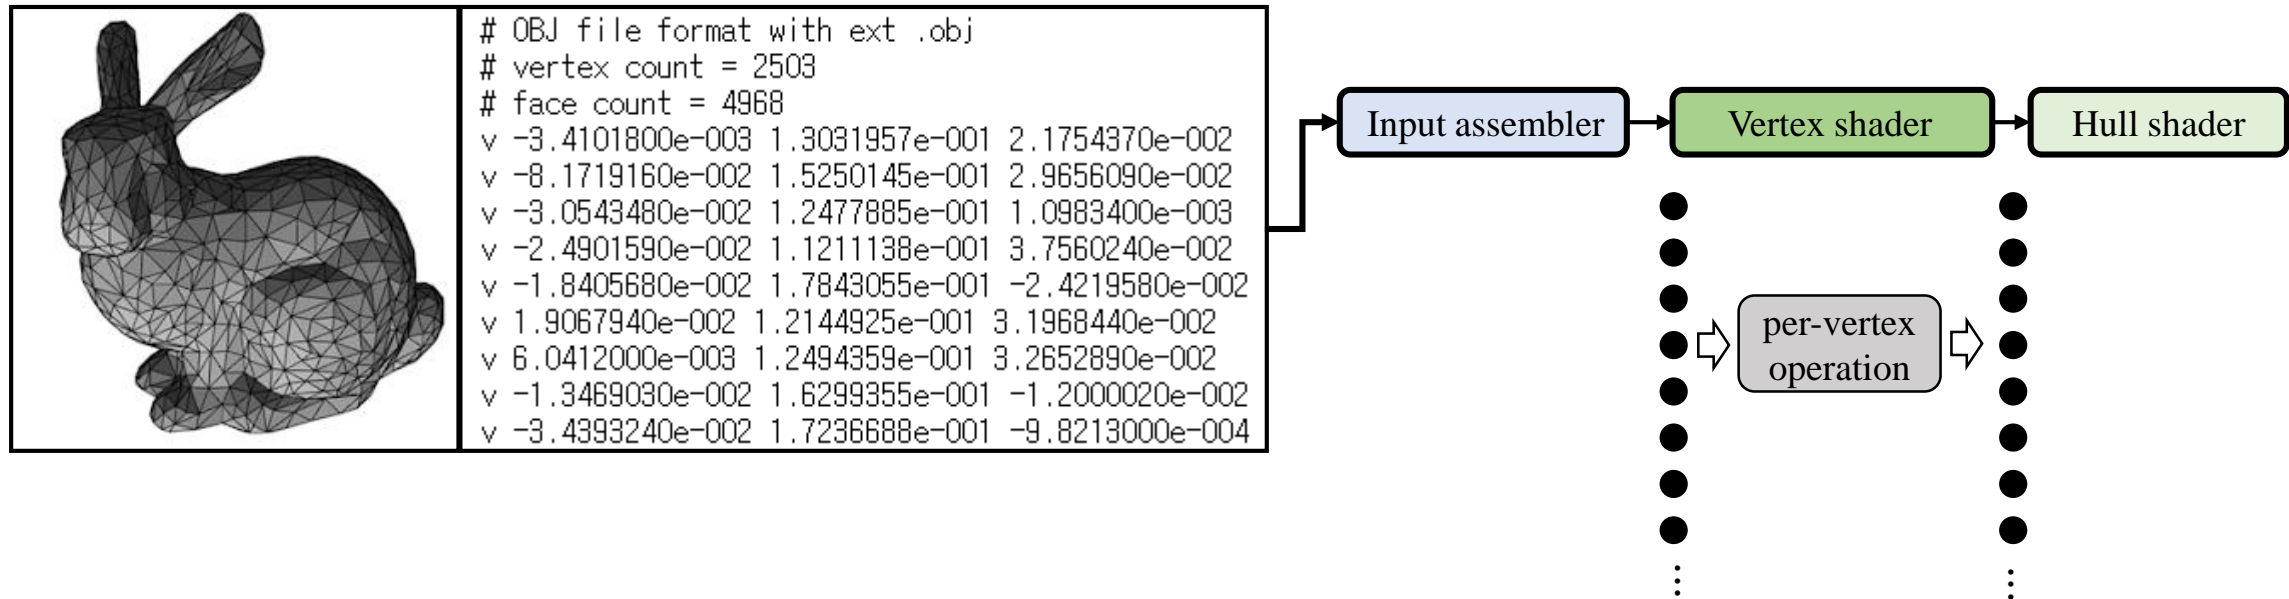 # OBJ file format with ext .obj
# vertex count = 2503
# face count = 4968
v -3.4101800e-003 1.3031957e-001 2.1754370e-002
v -8.1719160e-002 1.5250145e-001 2.9656090e-002
v -3.0543480e-002 1.2477885e-001 1.0983400e-003
v -2.4901590e-002 1.1211138e-001 3.7560240e-002
v -1.8405680e-002 1.7843055e-001 -2.4219580e-002
v 1.9067940e-002 1.2144925e-001 3.1968440e-002
v 6.0412000e-003 1.2494359e-001 3.2652890e-002
v -1.3469030e-002 1.6299355e-001 -1.2000020e-002
v -3.4393240e-002 1.7236688e-001 -9.8213000e-004
Input assembler
Vertex shader
Hull shader
per-vertex
operation